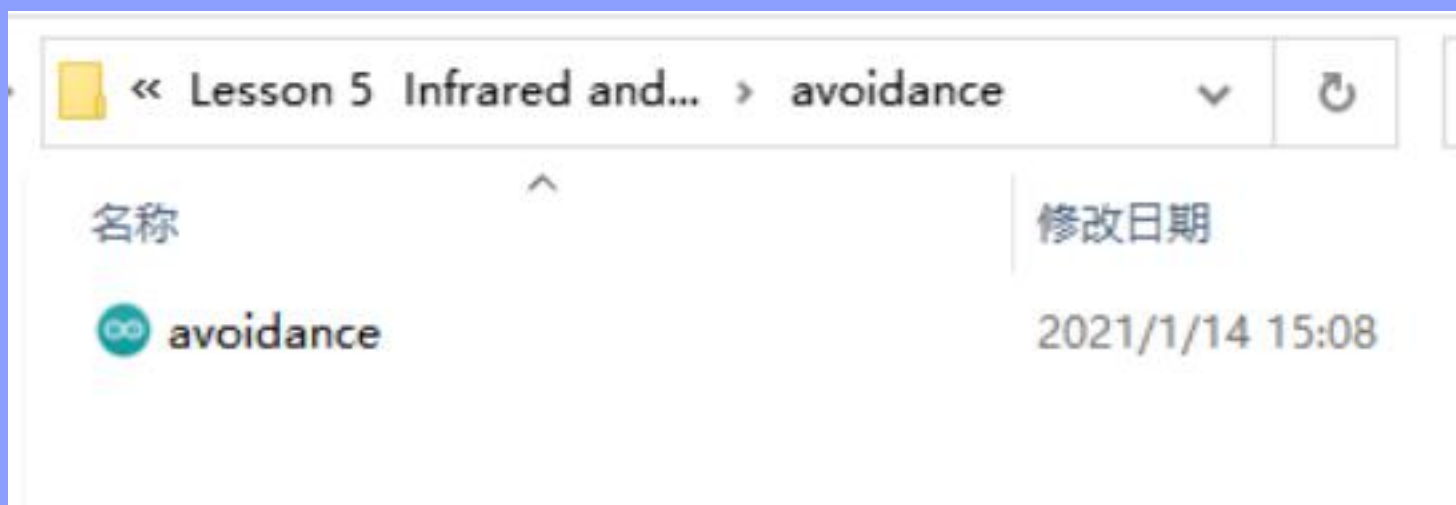 « Lesson 5  Infrared and... › avoidance
名称 修改日期
avoidance 2021/1/14 15:08